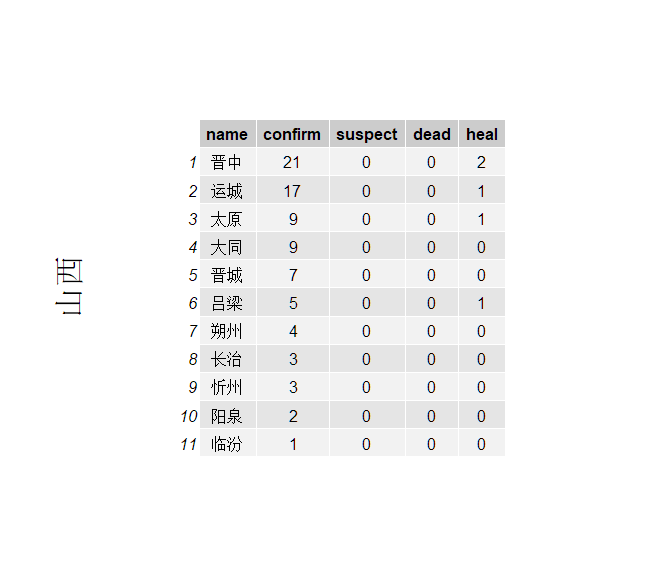 山西
name confirm suspect dead heal
1 晋中 21 0 0 2
2 运城 17 0 0 1
3 太原 9 0 0 1
4 大同 9 0 0 0
5 晋城 7 0 0 0
6 吕梁 5 0 0 1
7 朔州 4 0 0 0
8 长治 3 0 0 0
9 忻州 3 0 0 0
10 阳泉 2 0 0 0
11 临汾 1 0 0 0